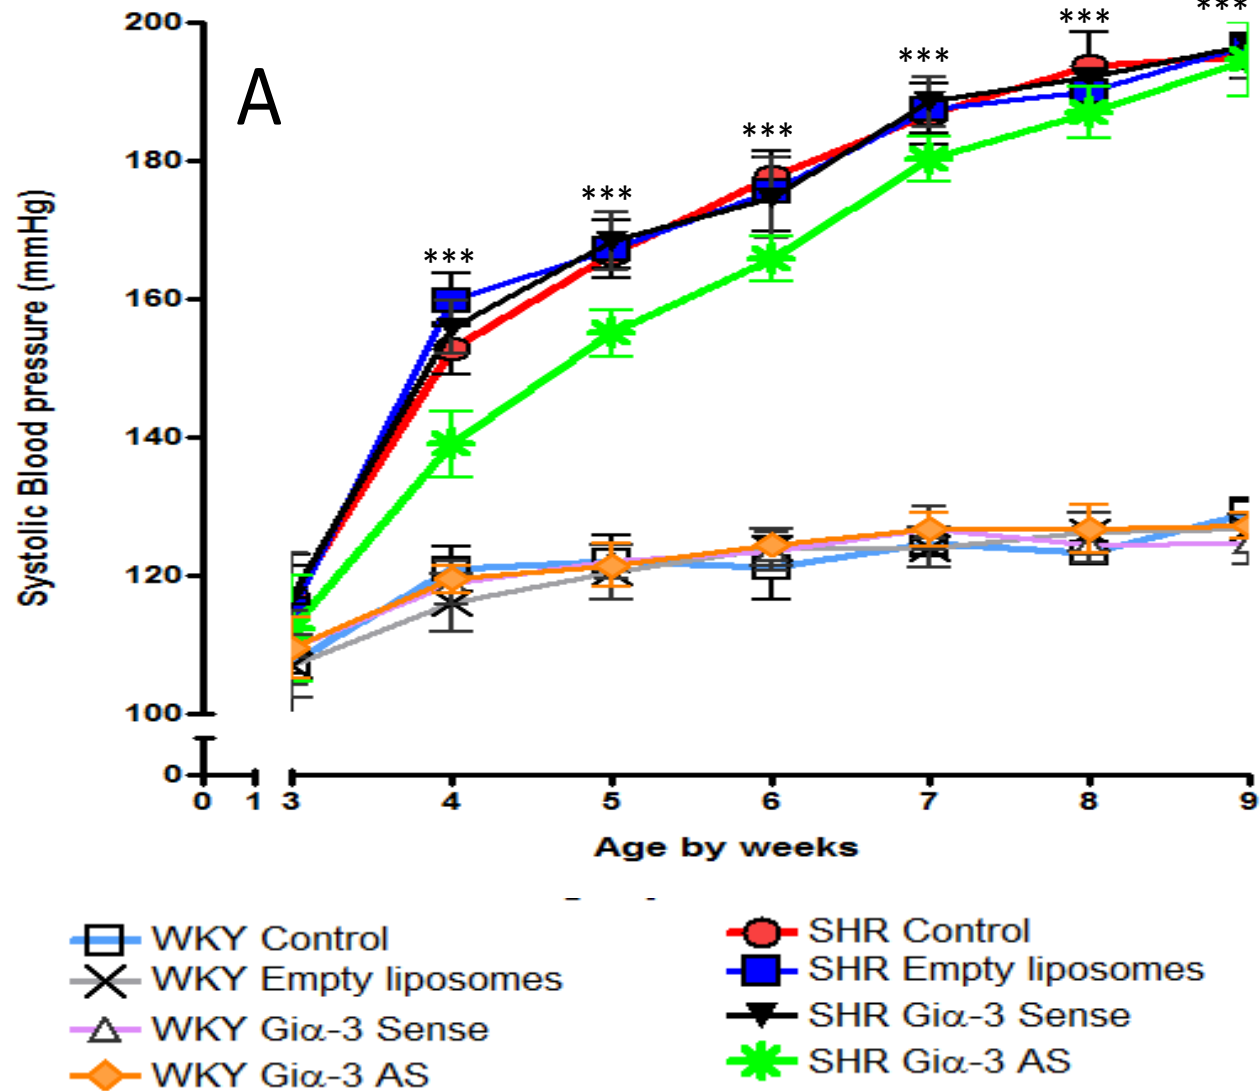 200
***
***
***
***
***
***
A
180
160
140
120
100
0
Systolic Blood pressure (mmHg)
0 1 3 4 5 6 7 8 9
Age by weeks
WKY Control
WKY Empty liposomes
WKY Giα-3 Sense
WKY Giα-3 AS
SHR Control
SHR Empty liposomes
SHR Giα-3 Sense
SHR Giα-3 AS